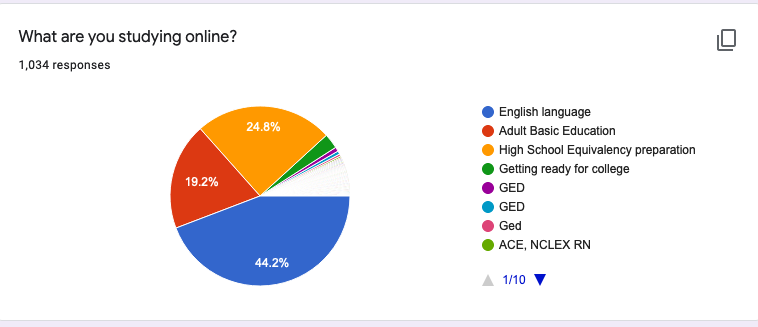 What are you studying online?
1,034 responses
24.8%
19.2%
44.2%
English language
Adult Basic Education
High School Equivalency preparation
Getting ready for college
GED
GED
Ged
ACE, NCLEX RN
1/10